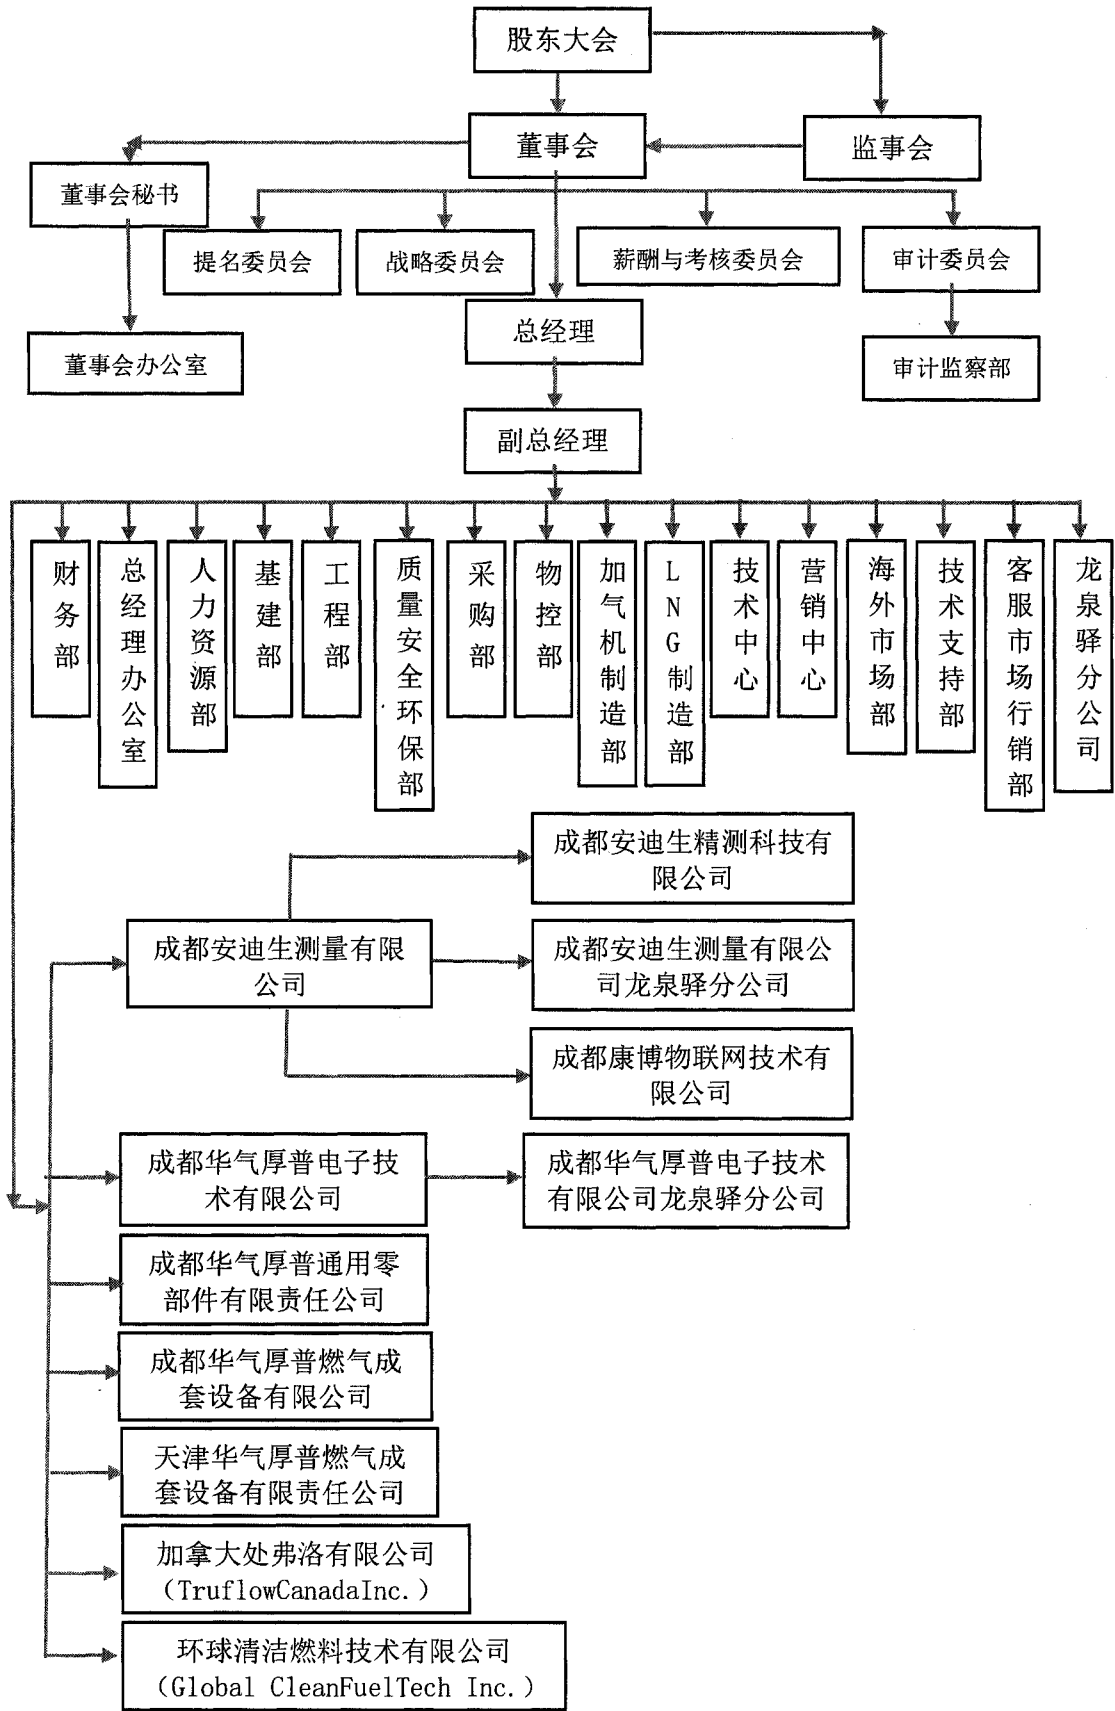 股东大会
董事会
监事会
董事会秘书
提名委员会
战略委员会
薪酬与考核委员会
审计委员会
总经理
董事会办公室
审计监察部
副总经理
财务部
总经理办公室
人力资源部
基建部
工程部
质量安全环保部
采购部
物控部
加气机制造部
LNG制造部
技术中心
营销中心
海外市场部
技术支持部
客服市场行销部
龙泉驿分公司
成都安迪生精测科技有
限公司
成都安迪生测量有限
公司
成都安迪生测量有限公
司龙泉驿分公司
成都康博物联网技术有
限公司
成都华气厚普电子技
术有限公司
成都华气厚普电子技术
有限公司龙泉驿分公司
成都华气厚普通用零
部件有限责任公司
成都华气厚普燃气成
套设备有限公司
天津华气厚普燃气成
套设备有限责任公司
加拿大处弗洛有限公司
（TruflowCanadaInc.）
环球清洁燃料技术有限公司
（Global CleanFuelTech Inc.）